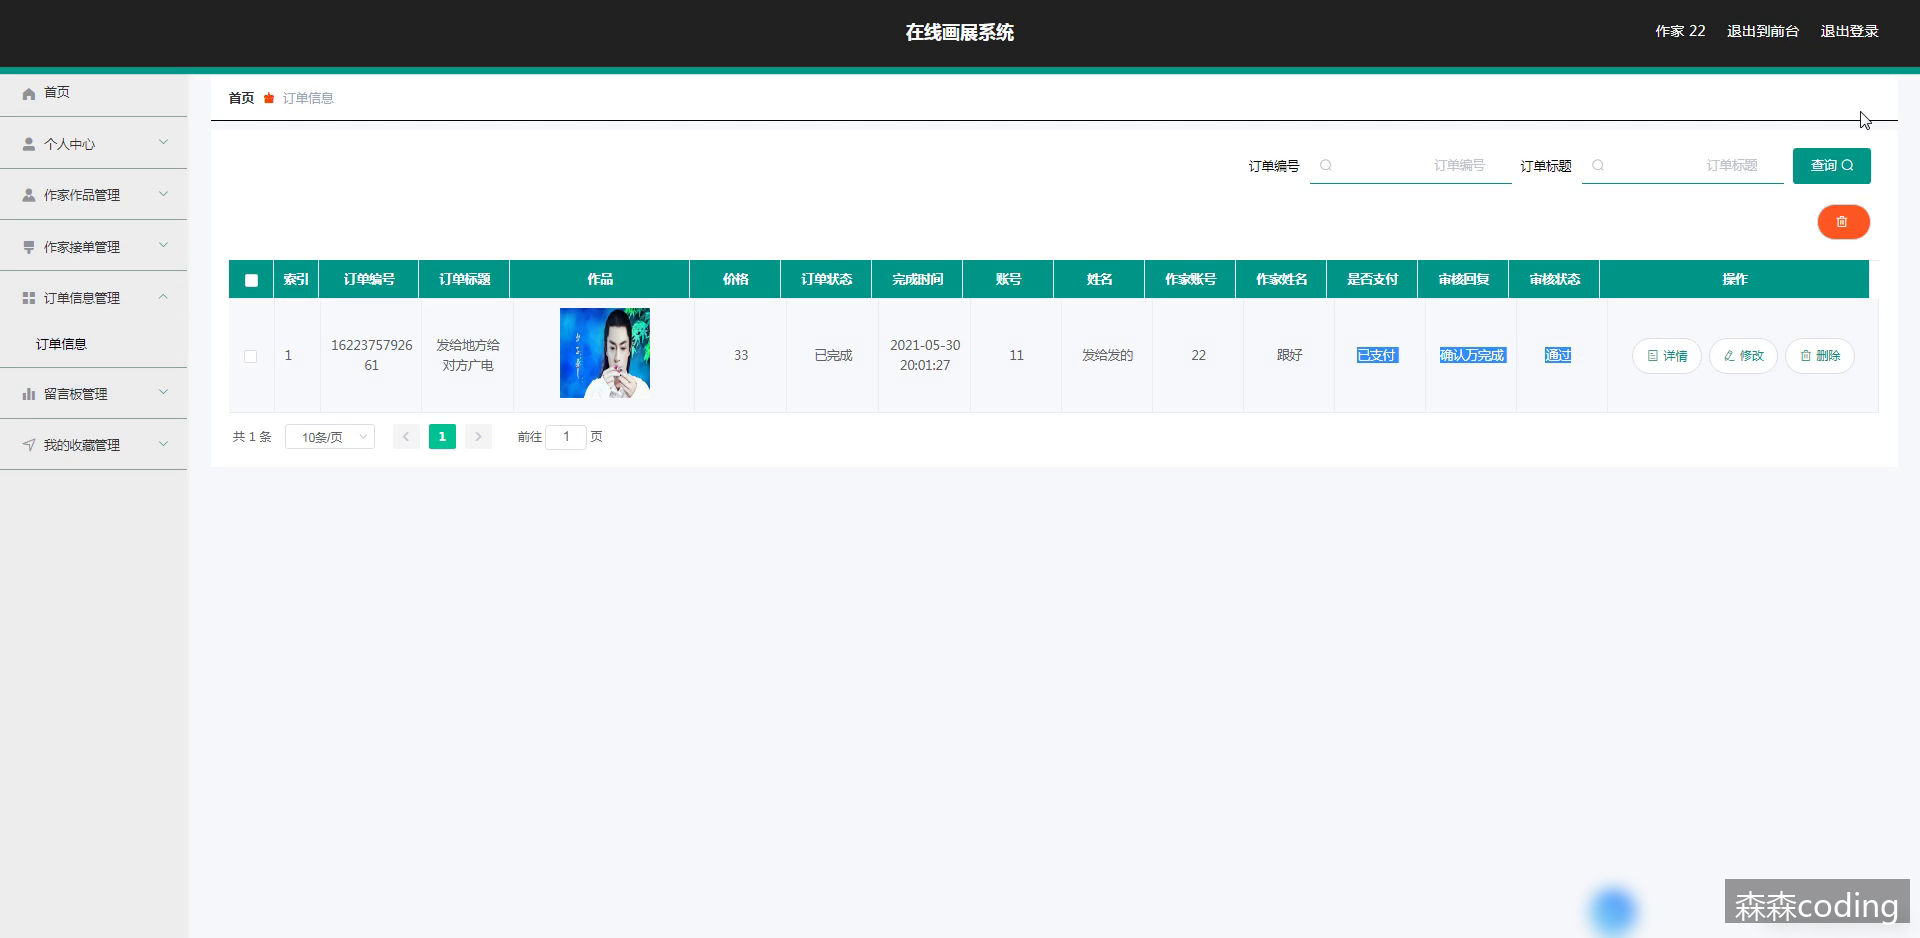 在线画展系统
作家 22 退出到前台 退出登录
首页
个人中心
作家作品管理
作家接单管理
订单信息管理
订单信息
留言板管理
我的收藏管理
首页 订单信息
订单编号 订单编号 订单标题 订单标题 查询
索引 订单编号 订单标题 作品 价格 订单状态 完成时间 账号 姓名 作家账号 作家姓名 是否支付 审核回复 审核状态 操作
1 16223757926 发给地方给 33 已完成 2021-05-30 11 发给发的 22 跟好 已支付 确认万完成 通过 详情 修改 删除
61 对方广电 20:01:27
共 1 条 10条/页 1 前往 1 页
森森coding